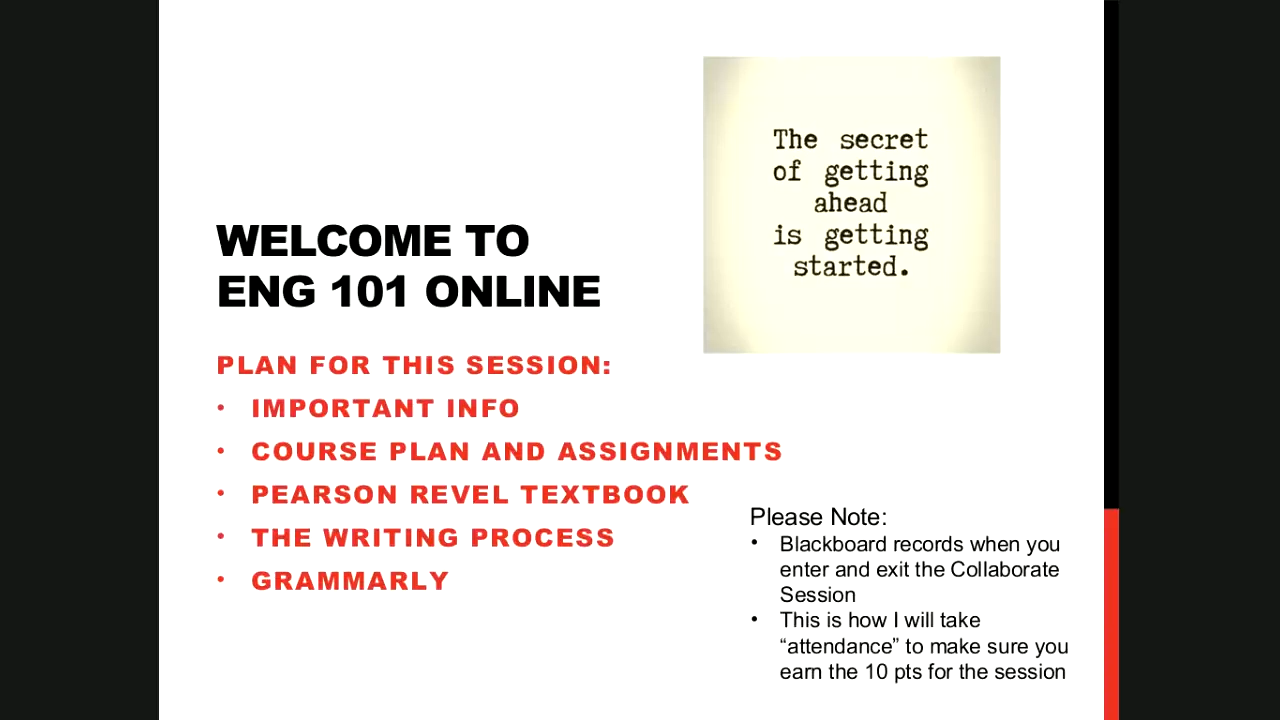 The secret
of getting
ahead
is getting
started.
WELCOME TO
ENG 101 ONLINE
PLAN FOR THIS SESSION:
• IMPORTANT INFO
• COURSE PLAN AND ASSIGNMENTS
• PEARSON REVEL TEXTBOOK
• THE WRITING PROCESS
• GRAMMARLY
Please Note:
• Blackboard records when you
enter and exit the Collaborate
Session
• This is how I will take
“attendance” to make sure you
earn the 10 pts for the session